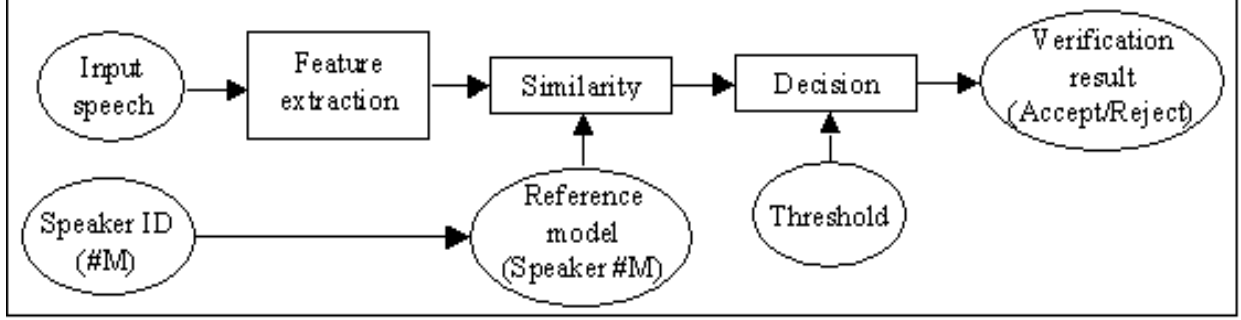 Input
speech
Feature
extraction
Similarity
Decision
Verification
result
(Accept/Reject)
Speaker ID
(#M)
Reference
model
(Speaker #M)
Threshold